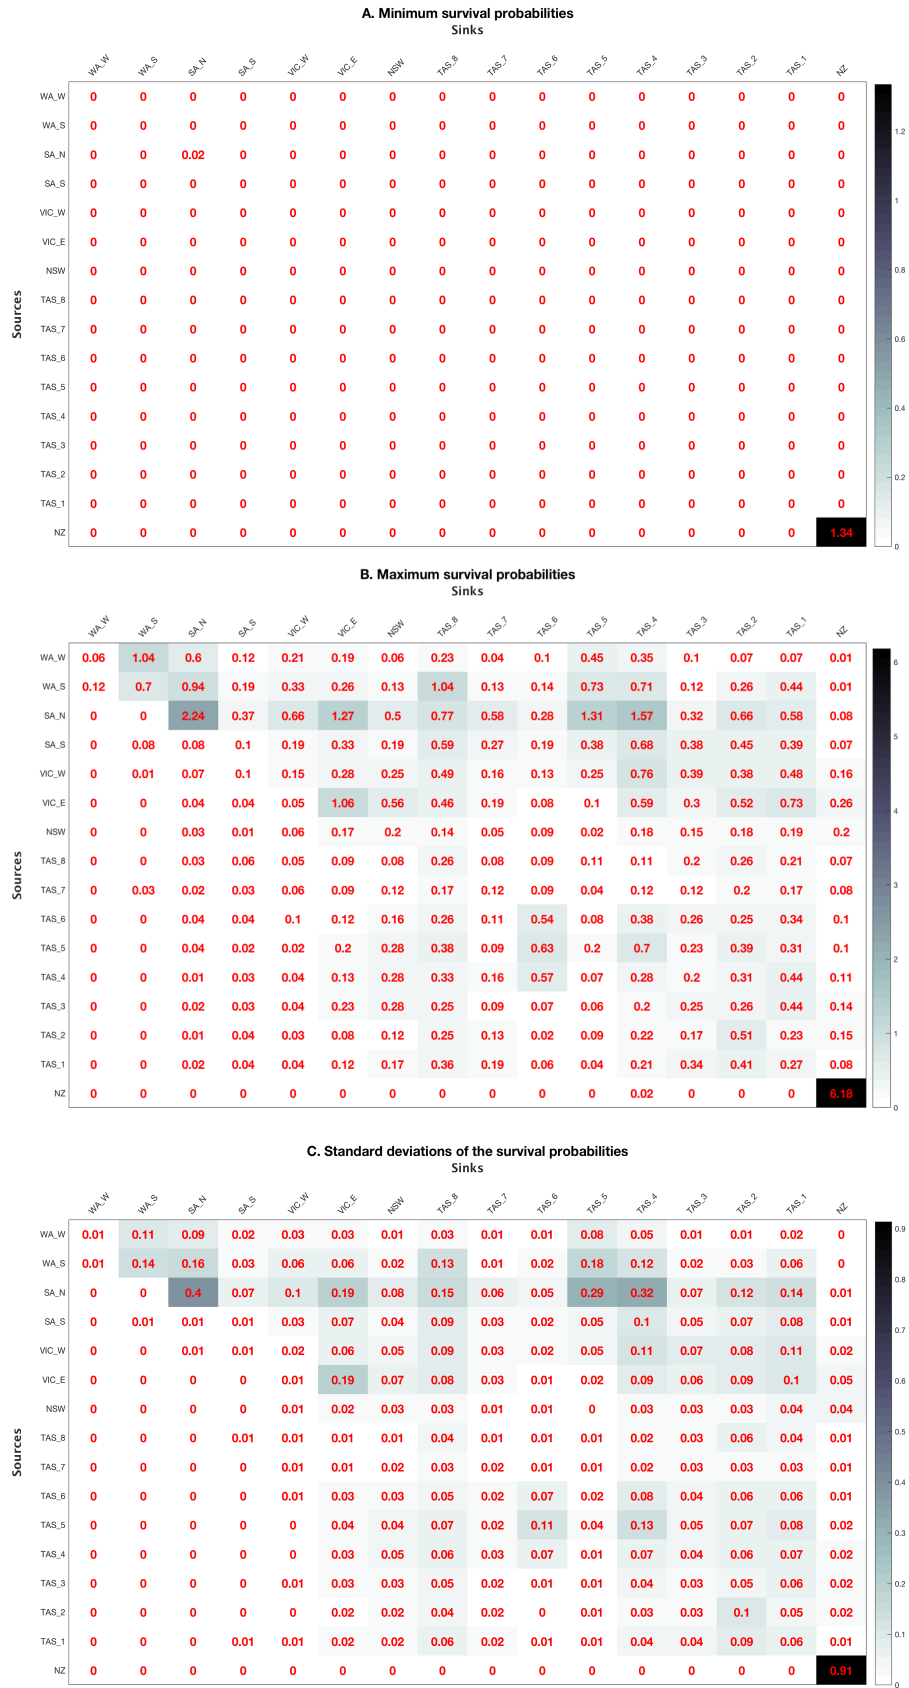 A. Minimum survival probabilities
Sinks
WA_W WA_S SA_N SA_S VIC_W VIC_E NSW TAS_8 TAS_7 TAS_6 TAS_5 TAS_4 TAS_3 TAS_2 TAS_1 NZ
WA_W 0 0 0 0 0 0 0 0 0 0 0 0 0 0 0 0
WA_S 0 0 0 0 0 0 0 0 0 0 0 0 0 0 0 0
SA_N 0 0 0.02 0 0 0 0 0 0 0 0 0 0 0 0 0
SA_S 0 0 0 0 0 0 0 0 0 0 0 0 0 0 0 0
VIC_W 0 0 0 0 0 0 0 0 0 0 0 0 0 0 0 0
VIC_E 0 0 0 0 0 0 0 0 0 0 0 0 0 0 0 0
NSW 0 0 0 0 0 0 0 0 0 0 0 0 0 0 0 0
TAS_8 0 0 0 0 0 0 0 0 0 0 0 0 0 0 0 0
TAS_7 0 0 0 0 0 0 0 0 0 0 0 0 0 0 0 0
TAS_6 0 0 0 0 0 0 0 0 0 0 0 0 0 0 0 0
TAS_5 0 0 0 0 0 0 0 0 0 0 0 0 0 0 0 0
TAS_4 0 0 0 0 0 0 0 0 0 0 0 0 0 0 0 0
TAS_3 0 0 0 0 0 0 0 0 0 0 0 0 0 0 0 0
TAS_2 0 0 0 0 0 0 0 0 0 0 0 0 0 0 0 0
TAS_1 0 0 0 0 0 0 0 0 0 0 0 0 0 0 0 0
NZ 0 0 0 0 0 0 0 0 0 0 0 0 0 0 0 1.34
Sources
1.2
1
0.8
0.6
0.4
0.2
0
B. Maximum survival probabilities
Sinks
WA_W WA_S SA_N SA_S VIC_W VIC_E NSW TAS_8 TAS_7 TAS_6 TAS_5 TAS_4 TAS_3 TAS_2 TAS_1 NZ
WA_W 0.06 1.04 0.6 0.12 0.21 0.19 0.06 0.23 0.04 0.1 0.45 0.35 0.1 0.07 0.07 0.01
WA_S 0.12 0.7 0.94 0.19 0.33 0.26 0.13 1.04 0.13 0.14 0.73 0.71 0.12 0.26 0.44 0.01
SA_N 0 0 2.24 0.37 0.66 1.27 0.5 0.77 0.58 0.28 1.31 1.57 0.32 0.66 0.58 0.08
SA_S 0 0.08 0.08 0.1 0.19 0.33 0.19 0.59 0.27 0.19 0.38 0.68 0.38 0.45 0.39 0.07
VIC_W 0 0.01 0.07 0.1 0.15 0.28 0.25 0.49 0.16 0.13 0.25 0.76 0.39 0.38 0.48 0.16
VIC_E 0 0 0.04 0.04 0.05 1.06 0.56 0.46 0.19 0.08 0.1 0.59 0.3 0.52 0.73 0.26
NSW 0 0 0.03 0.01 0.06 0.17 0.2 0.14 0.05 0.09 0.02 0.18 0.15 0.18 0.19 0.2
TAS_8 0 0 0.03 0.06 0.05 0.09 0.08 0.26 0.08 0.09 0.11 0.11 0.2 0.26 0.21 0.07
TAS_7 0 0.03 0.02 0.03 0.06 0.09 0.12 0.17 0.12 0.09 0.04 0.12 0.12 0.2 0.17 0.08
TAS_6 0 0 0.04 0.04 0.1 0.12 0.16 0.26 0.11 0.54 0.08 0.38 0.26 0.25 0.34 0.1
TAS_5 0 0 0.04 0.02 0.02 0.2 0.28 0.38 0.09 0.63 0.2 0.7 0.23 0.39 0.31 0.1
TAS_4 0 0 0.01 0.03 0.04 0.13 0.28 0.33 0.16 0.57 0.07 0.28 0.2 0.31 0.44 0.11
TAS_3 0 0 0.02 0.03 0.04 0.23 0.28 0.25 0.09 0.07 0.06 0.2 0.25 0.26 0.44 0.14
TAS_2 0 0 0.01 0.04 0.03 0.08 0.12 0.25 0.13 0.02 0.09 0.22 0.17 0.51 0.23 0.15
TAS_1 0 0 0.02 0.04 0.04 0.12 0.17 0.36 0.19 0.06 0.04 0.21 0.34 0.41 0.27 0.08
NZ 0 0 0 0 0 0 0 0 0 0 0 0.02 0 0 0 6.18
Sources
6
5
4
3
2
1
0
C. Standard deviations of the survival probabilities
Sinks
WA_W WA_S SA_N SA_S VIC_W VIC_E NSW TAS_8 TAS_7 TAS_6 TAS_5 TAS_4 TAS_3 TAS_2 TAS_1 NZ
WA_W 0.01 0.11 0.09 0.02 0.03 0.03 0.01 0.03 0.01 0.01 0.08 0.05 0.01 0.01 0.02 0
WA_S 0.01 0.14 0.16 0.03 0.06 0.06 0.02 0.13 0.01 0.02 0.18 0.12 0.02 0.03 0.06 0
SA_N 0 0 0.4 0.07 0.1 0.19 0.08 0.15 0.06 0.05 0.29 0.32 0.07 0.12 0.14 0.01
SA_S 0 0.01 0.01 0.01 0.03 0.07 0.04 0.09 0.03 0.02 0.05 0.1 0.05 0.07 0.08 0.01
VIC_W 0 0 0.01 0.01 0.02 0.06 0.05 0.09 0.03 0.02 0.05 0.11 0.07 0.08 0.11 0.02
VIC_E 0 0 0 0 0.01 0.19 0.07 0.08 0.03 0.01 0.02 0.09 0.06 0.09 0.1 0.05
NSW 0 0 0 0 0.01 0.02 0.03 0.03 0.01 0.01 0 0.03 0.03 0.03 0.04 0.04
TAS_8 0 0 0 0.01 0.01 0.01 0.01 0.04 0.01 0.01 0.01 0.02 0.03 0.06 0.04 0.01
TAS_7 0 0 0 0 0.01 0.01 0.02 0.03 0.02 0.01 0.01 0.02 0.03 0.03 0.03 0.01
TAS_6 0 0 0 0 0.01 0.03 0.03 0.05 0.02 0.07 0.02 0.08 0.04 0.06 0.06 0.01
TAS_5 0 0 0 0 0 0.04 0.04 0.07 0.02 0.11 0.04 0.13 0.05 0.07 0.08 0.02
TAS_4 0 0 0 0 0 0.03 0.05 0.06 0.03 0.07 0.01 0.07 0.04 0.06 0.07 0.02
TAS_3 0 0 0 0 0.01 0.03 0.03 0.05 0.02 0.01 0.01 0.04 0.03 0.05 0.06 0.02
TAS_2 0 0 0 0 0 0.02 0.02 0.04 0.02 0 0.01 0.03 0.03 0.1 0.05 0.02
TAS_1 0 0 0 0.01 0.01 0.02 0.02 0.06 0.02 0.01 0.01 0.04 0.04 0.09 0.06 0.01
NZ 0 0 0 0 0 0 0 0 0 0 0 0 0 0 0 0.91
Sources
0.9
0.8
0.7
0.6
0.5
0.4
0.3
0.2
0.1
0